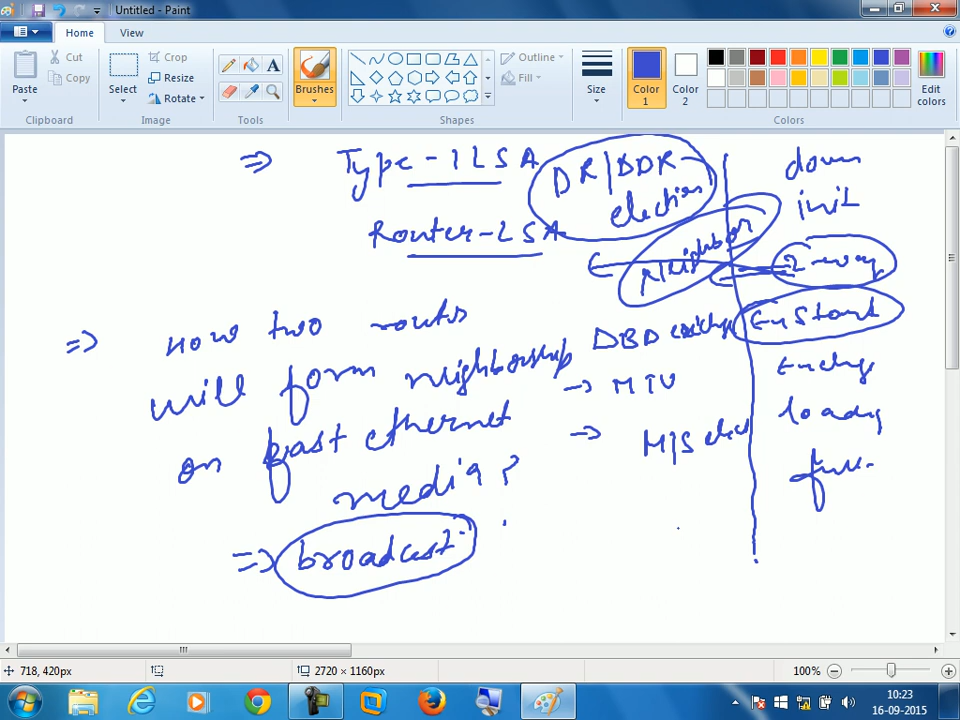 Untitled - Paint
Home
View
Paste
Cut
Copy
Clipboard
Select
Crop
Resize
Rotate
Image
Tools
Brushes
Outline
Fill
Shapes
Size
Color 1
Color 2
Edit colors
Colors
=> Type-1 LSA
Router-LSA
DR/BDR election
Neighbor
down
init
2-way
ExStart
loadg
full
=> How two
will form neighborship
on fast ethernet
media?
=> broadcast
DBD
-> MTU
-> M/S elect
718, 420px
2720 × 1160px
100%
10:23
16-09-2015